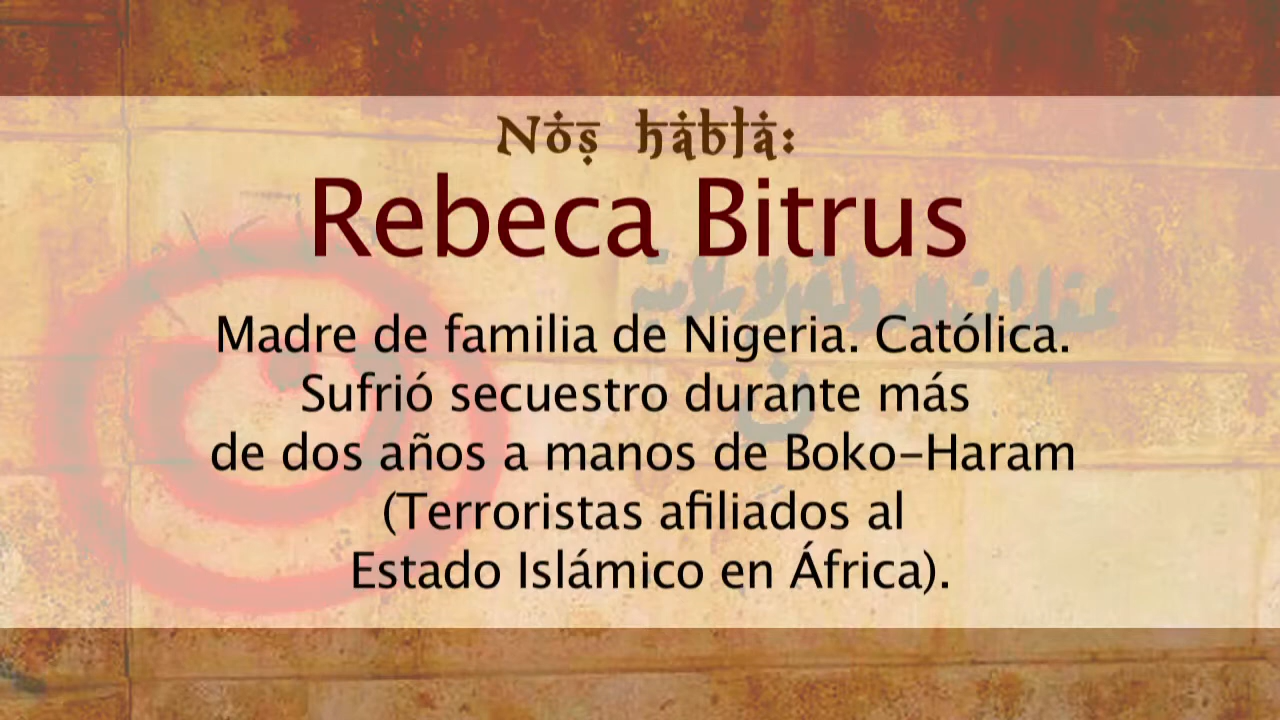 Nos habla:
Rebeca Bitrus
Madre de familia de Nigeria. Católica.
Sufrió secuestro durante más
de dos años a manos de Boko-Haram
(Terroristas afiliados al
Estado Islámico en África).
ن